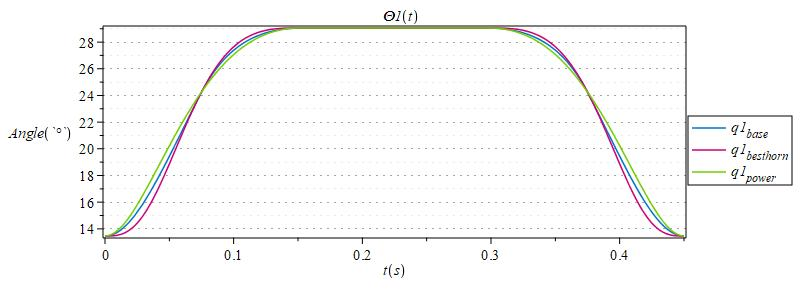 Θ1(t)
28
26
24
22
20
18
16
14
Angle(`°`)
0 0.1 0.2 0.3 0.4
t(s)
q1base
q1besthorn
q1power